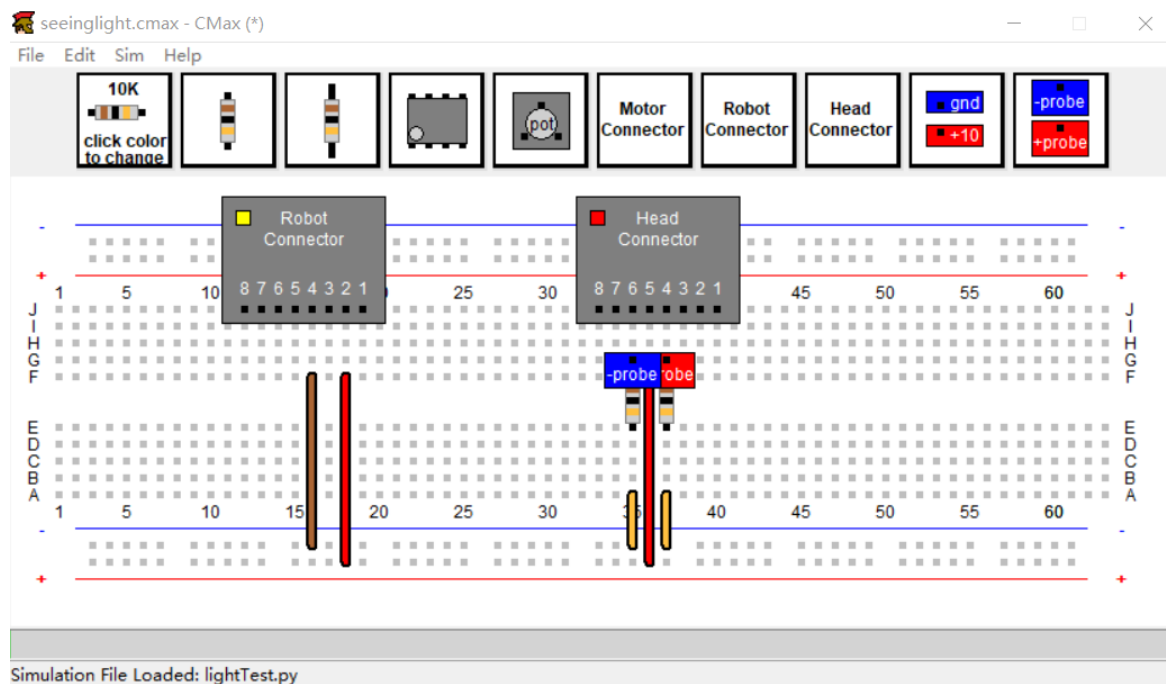 seeinglight.cmax - CMax (*)
File Edit Sim Help
10K
click color
to change
pot
Motor
Connector
Robot
Connector
Head
Connector
gnd
+10
-probe
+probe
Robot
Connector
Head
Connector
- -
+ +
8 7 6 5 4 3 2 1
8 7 6 5 4 3 2 1
1 5 10 25 30 45 50 55 60
J J
I I
H H
G G
F F
-probe robe
E E
D D
C C
B B
A A
1 5 10 15 20 25 30 35 40 45 50 55 60
- -
+ +
Simulation File Loaded: lightTest.py